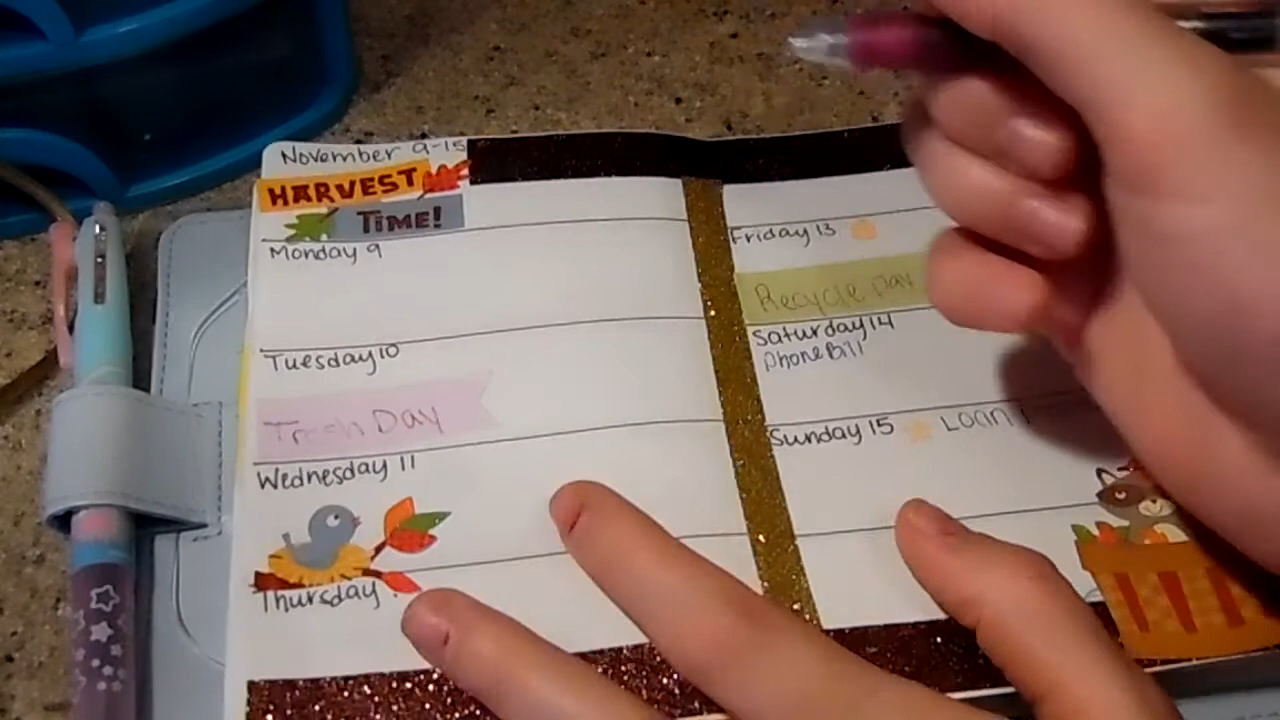 November 9-15
HARVEST
TIME!
Monday 9
Tuesday 10
Trash Day
Wednesday 11
Thursday
Friday 13
Recycle Day
Saturday 14
Phone Bill
Sunday 15 Loan